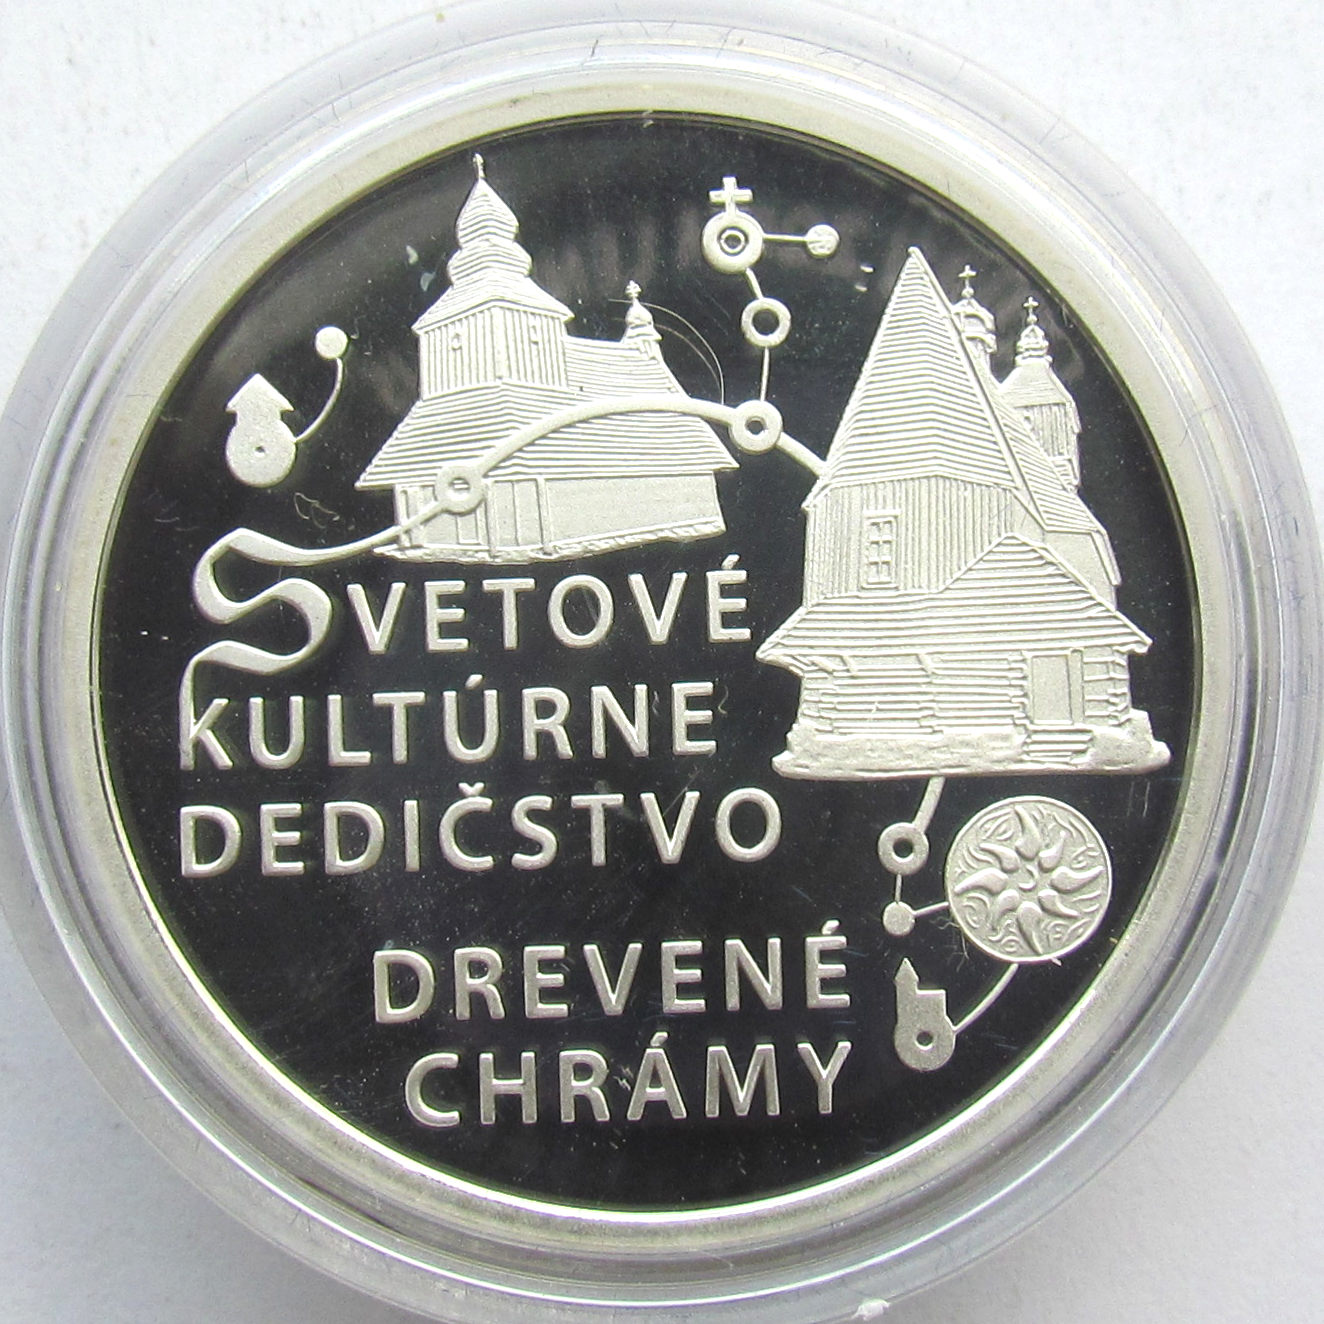 SVETOVÉ
KULTÚRNE
DEDIČSTVO
DREVENÉ
CHRÁMY